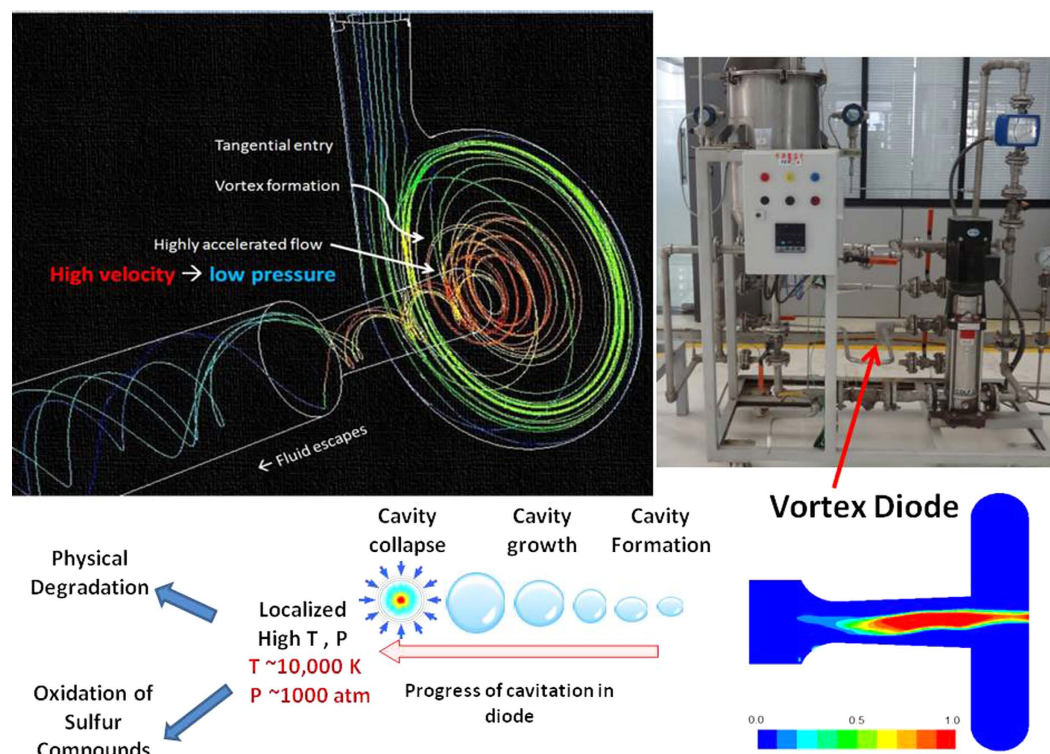 Tangential entry
Vortex formation
Highly accelerated flow
High velocity → low pressure
← Fluid escapes
Vortex Diode
Cavity
collapse
Cavity
growth
Cavity
Formation
Physical
Degradation
Localized
High T , P
T ~10,000 K
P ~1000 atm
Progress of cavitation in
diode
Oxidation of
Sulfur
Compounds
0.0 0.5 1.0